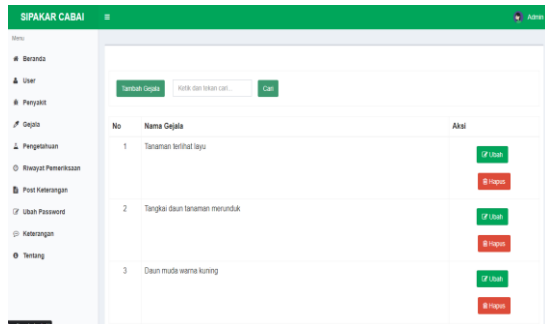 SIPAKAR CABAI
Admin
Menu
Beranda
User
Penyakit
Gejala
Pengetahuan
Riwayat Pemeriksaan
Post Keterangan
Ubah Password
Keterangan
Tentang
Tambah Gejala
Ketik dan tekan cari...
Cari
No Nama Gejala Aksi
1 Tanaman terlihat layu
Ubah
Hapus
2 Tangkai daun tanaman merunduk
Ubah
Hapus
3 Daun muda warna kuning
Ubah
Hapus